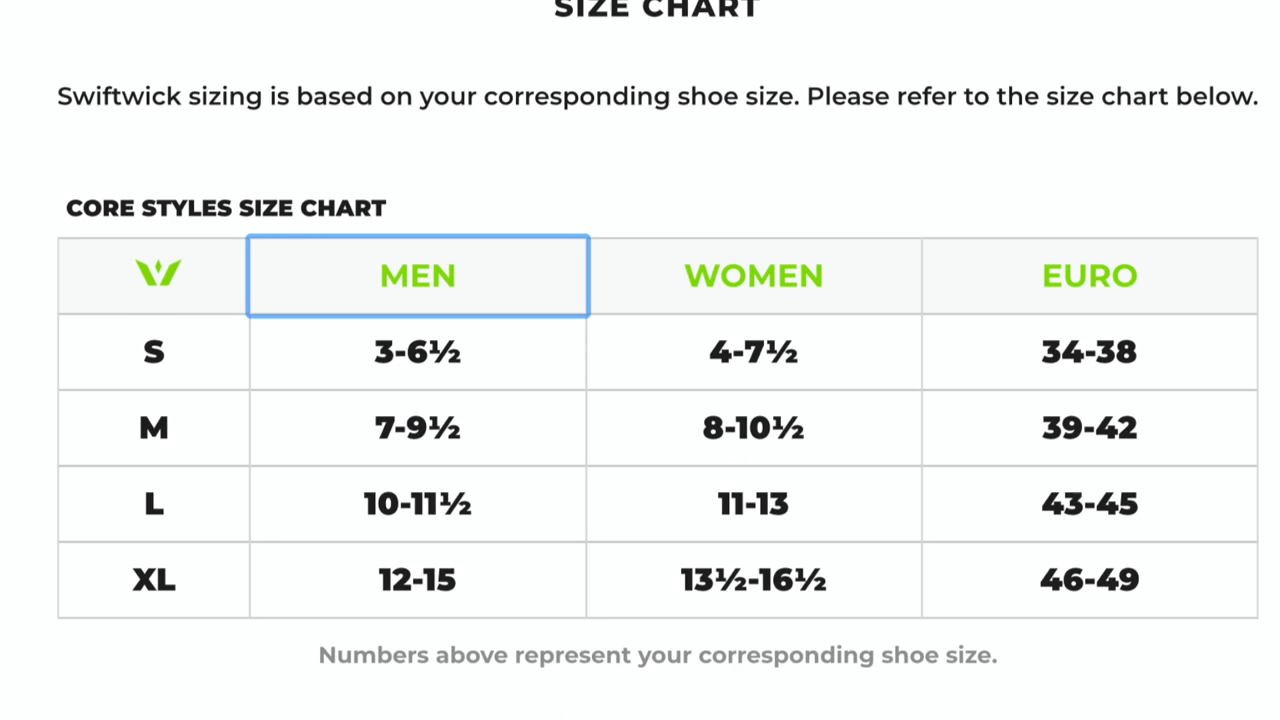 SIZE CHART
Swiftwick sizing is based on your corresponding shoe size. Please refer to the size chart below.
CORE STYLES SIZE CHART
MEN WOMEN EURO
S 3-6½ 4-7½ 34-38
M 7-9½ 8-10½ 39-42
L 10-11½ 11-13 43-45
XL 12-15 13½-16½ 46-49
Numbers above represent your corresponding shoe size.